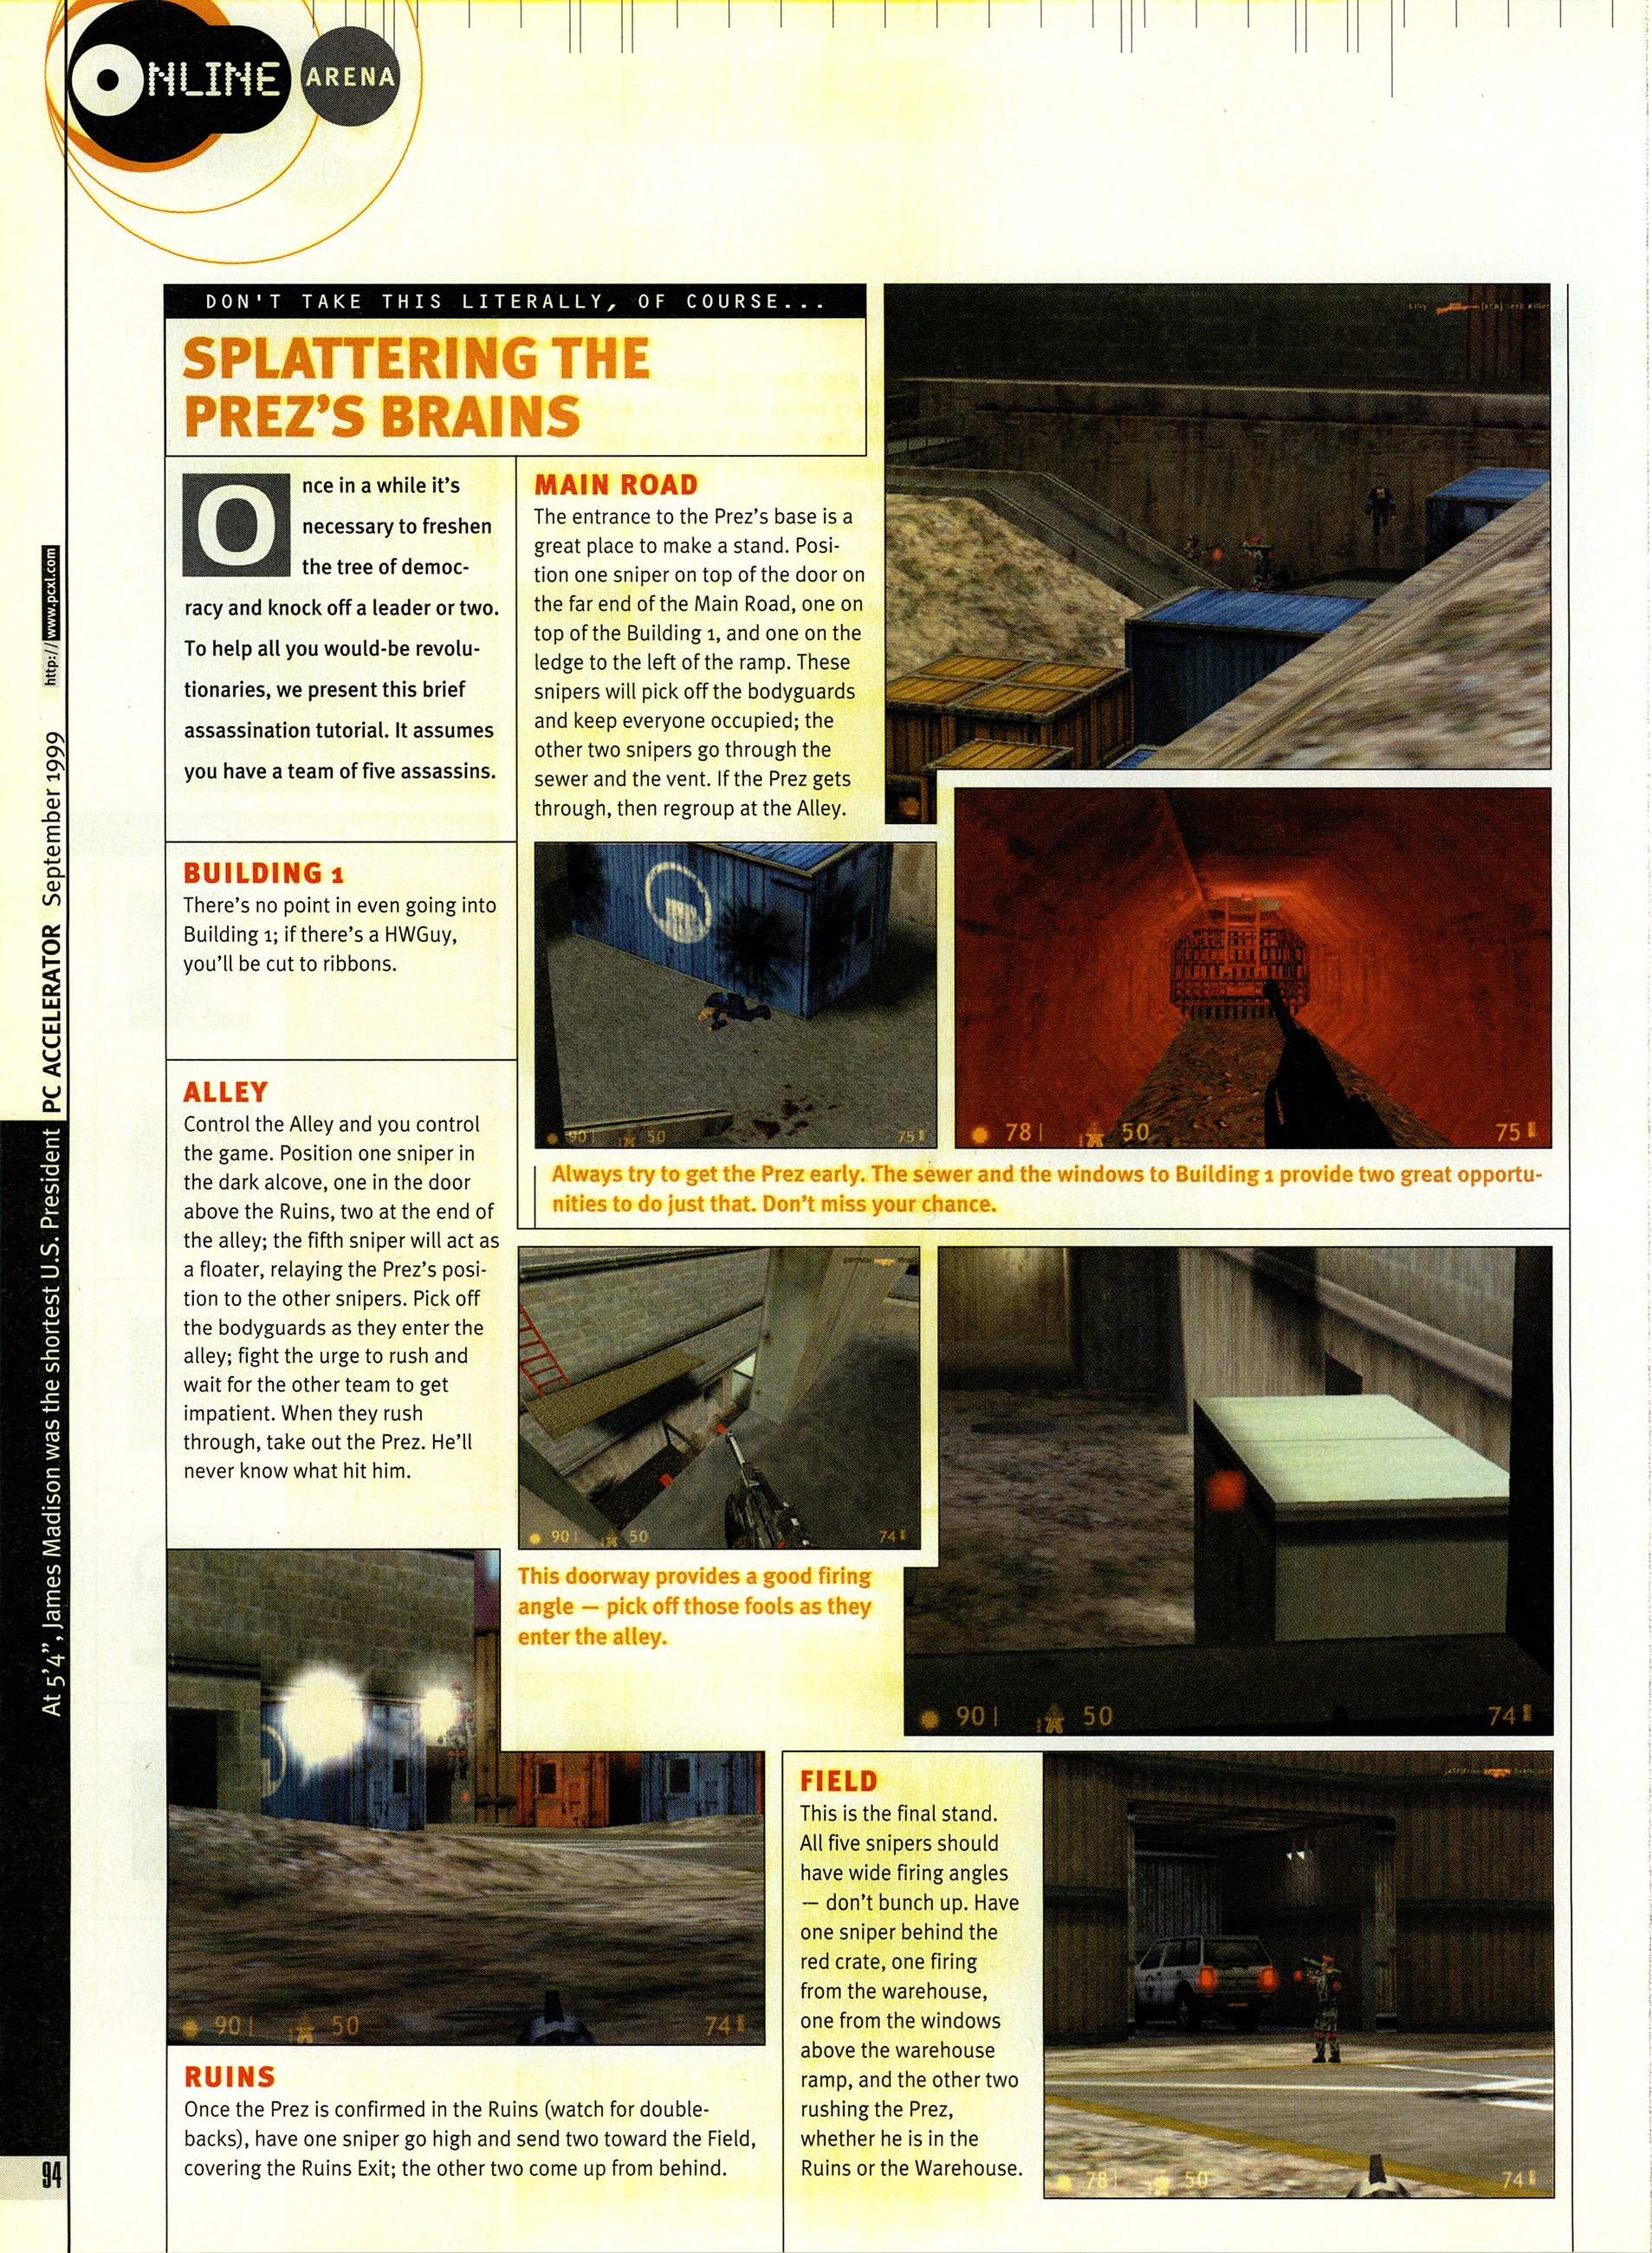 ONLINE ARENA
DON'T TAKE THIS LITERALLY, OF COURSE...
SPLATTERING THE
PREZ'S BRAINS
Once in a while it's
necessary to freshen
the tree of democ-
racy and knock off a leader or two.
To help all you would-be revolu-
tionaries, we present this brief
assassination tutorial. It assumes
you have a team of five assassins.
BUILDING 1
There's no point in even going into
Building 1; if there's a HWGuy,
you'll be cut to ribbons.
ALLEY
Control the Alley and you control
the game. Position one sniper in
the dark alcove, one in the door
above the Ruins, two at the end of
the alley; the fifth sniper will act as
a floater, relaying the Prez's posi-
tion to the other snipers. Pick off
the bodyguards as they enter the
alley; fight the urge to rush and
wait for the other team to get
impatient. When they rush
through, take out the Prez. He'll
never know what hit him.
MAIN ROAD
The entrance to the Prez's base is a
great place to make a stand. Posi-
tion one sniper on top of the door on
the far end of the Main Road, one on
top of the Building 1, and one on the
ledge to the left of the ramp. These
snipers will pick off the bodyguards
and keep everyone occupied; the
other two snipers go through the
sewer and the vent. If the Prez gets
through, then regroup at the Alley.
90 50 75
78 50 75
Always try to get the Prez early. The sewer and the windows to Building 1 provide two great opportu-
nities to do just that. Don't miss your chance.
90 50 74
This doorway provides a good firing
angle — pick off those fools as they
enter the alley.
90 50 74
90 50 74
RUINS
Once the Prez is confirmed in the Ruins (watch for double-
backs), have one sniper go high and send two toward the Field,
covering the Ruins Exit; the other two come up from behind.
FIELD
This is the final stand.
All five snipers should
have wide firing angles
— don't bunch up. Have
one sniper behind the
red crate, one firing
from the warehouse,
one from the windows
above the warehouse
ramp, and the other two
rushing the Prez,
whether he is in the
Ruins or the Warehouse.
78 50 74
http://www.pcxl.com
PC ACCELERATOR September 1999
At 5'4", James Madison was the shortest U.S. President
94